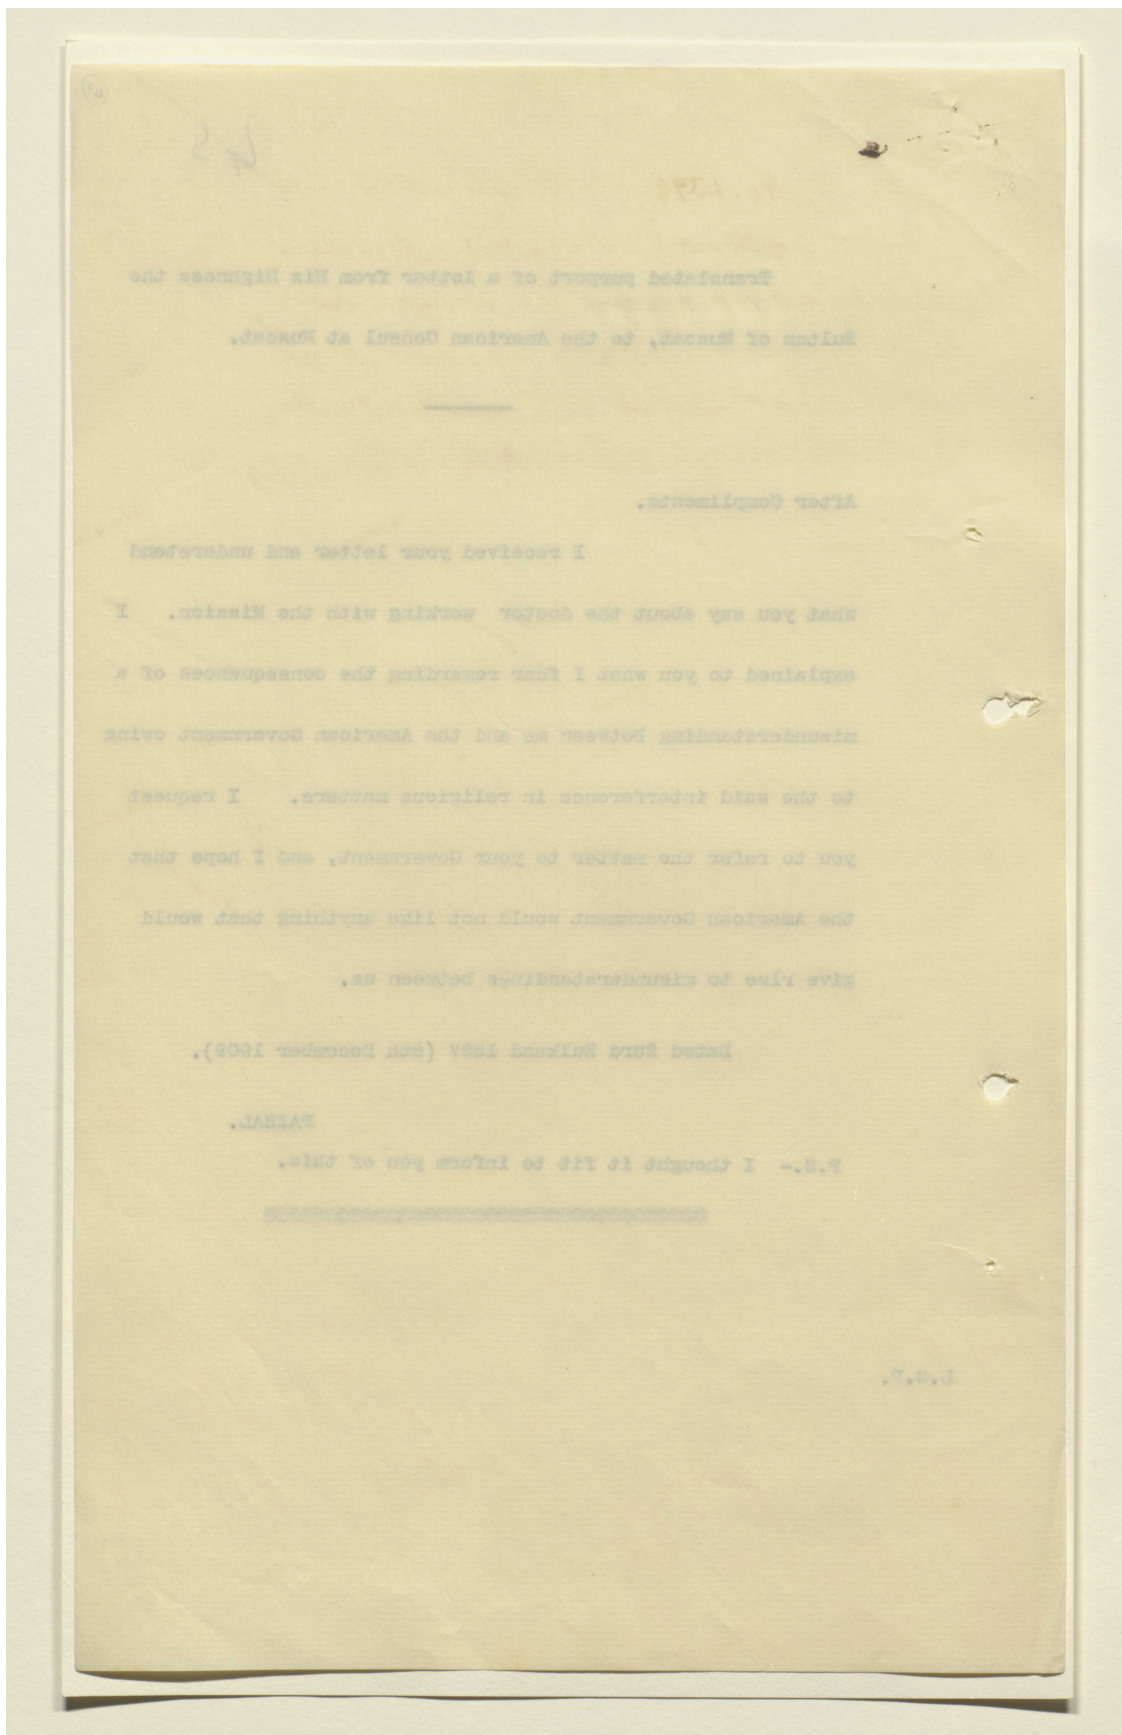 Translated purport of a letter from His Highness the
Sultan of Muscat, to the American Consul at Muscat.
After Compliments.
I received your letter and understand
what you say about the doctor working with the Mission. I
explained to you what I fear regarding the consequences of a
misunderstanding between me and the American Government owing
to the said interference in religious matters. I request
you to refer the matter to your Government, and I hope that
the American Government would not like anything that would
give rise to misunderstandings between us.
Dated 23rd Zulkaad 1327 (6th December 1909).
FAISAL.
P.S.- I thought it fit to inform you of this.
L.S.F.